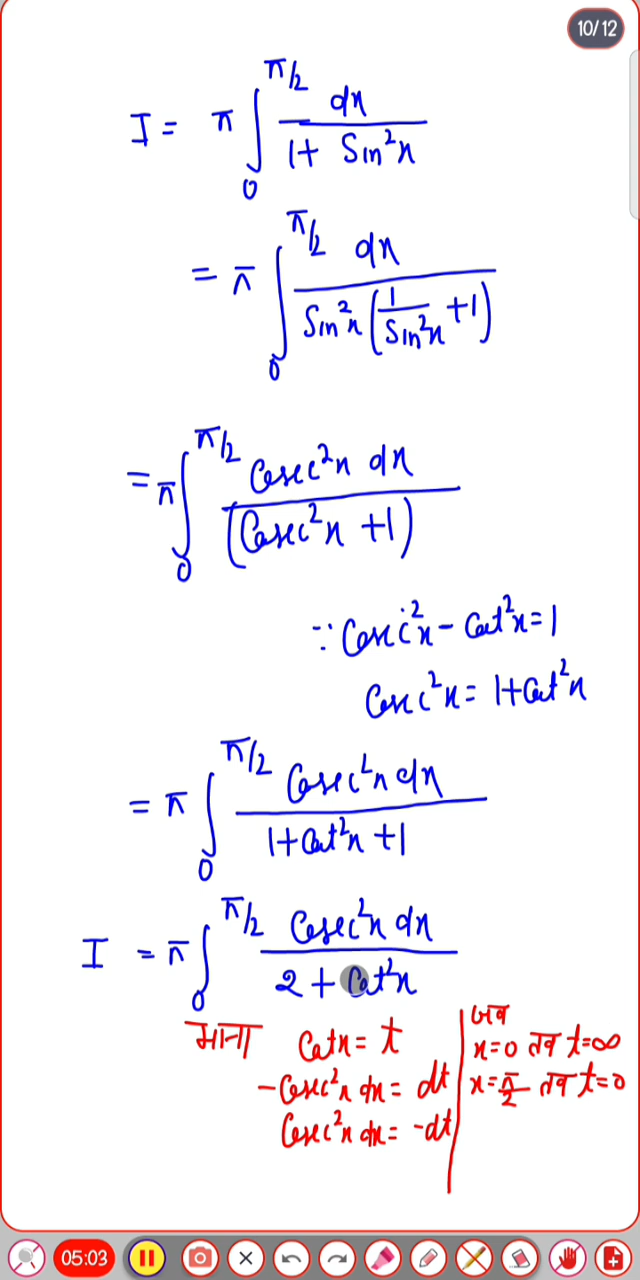 10/12
I = π ∫₀^π/2 dx / 1 + Sin²x
= π ∫₀^π/2 dx / Sin²x (1/Sin²x + 1)
= π ∫₀^π/2 Cosec²x dx / (Cosec²x + 1)
∵ Cosec²x - Cot²x = 1
Cosec²x = 1 + Cot²x
= π ∫₀^π/2 Cosec²x dx / 1 + Cot²x + 1
I = π ∫₀^π/2 Cosec²x dx / 2 + Cot²x
माना Cotx = t
-Cosec²x dx = dt
Cosec²x dx = -dt
जब
x=0 तब t=∞
x=π/2 तब t=0
05:03